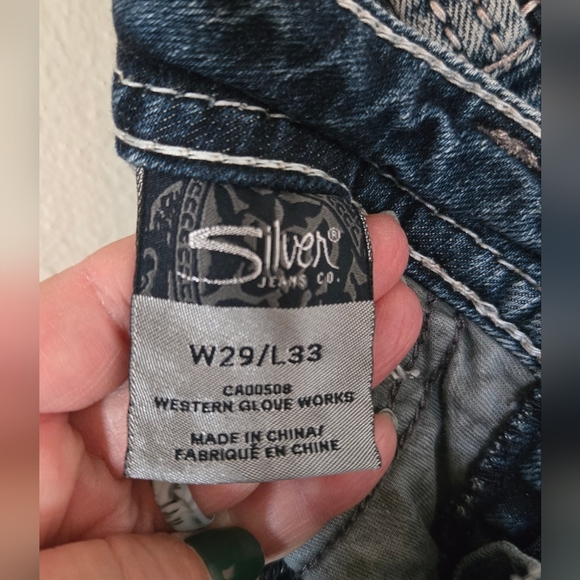 Silver®
JEANS CO.
W29/L33
CA00508
WESTERN GLOVE WORKS
MADE IN CHINA/
FABRIQUÉ EN CHINE